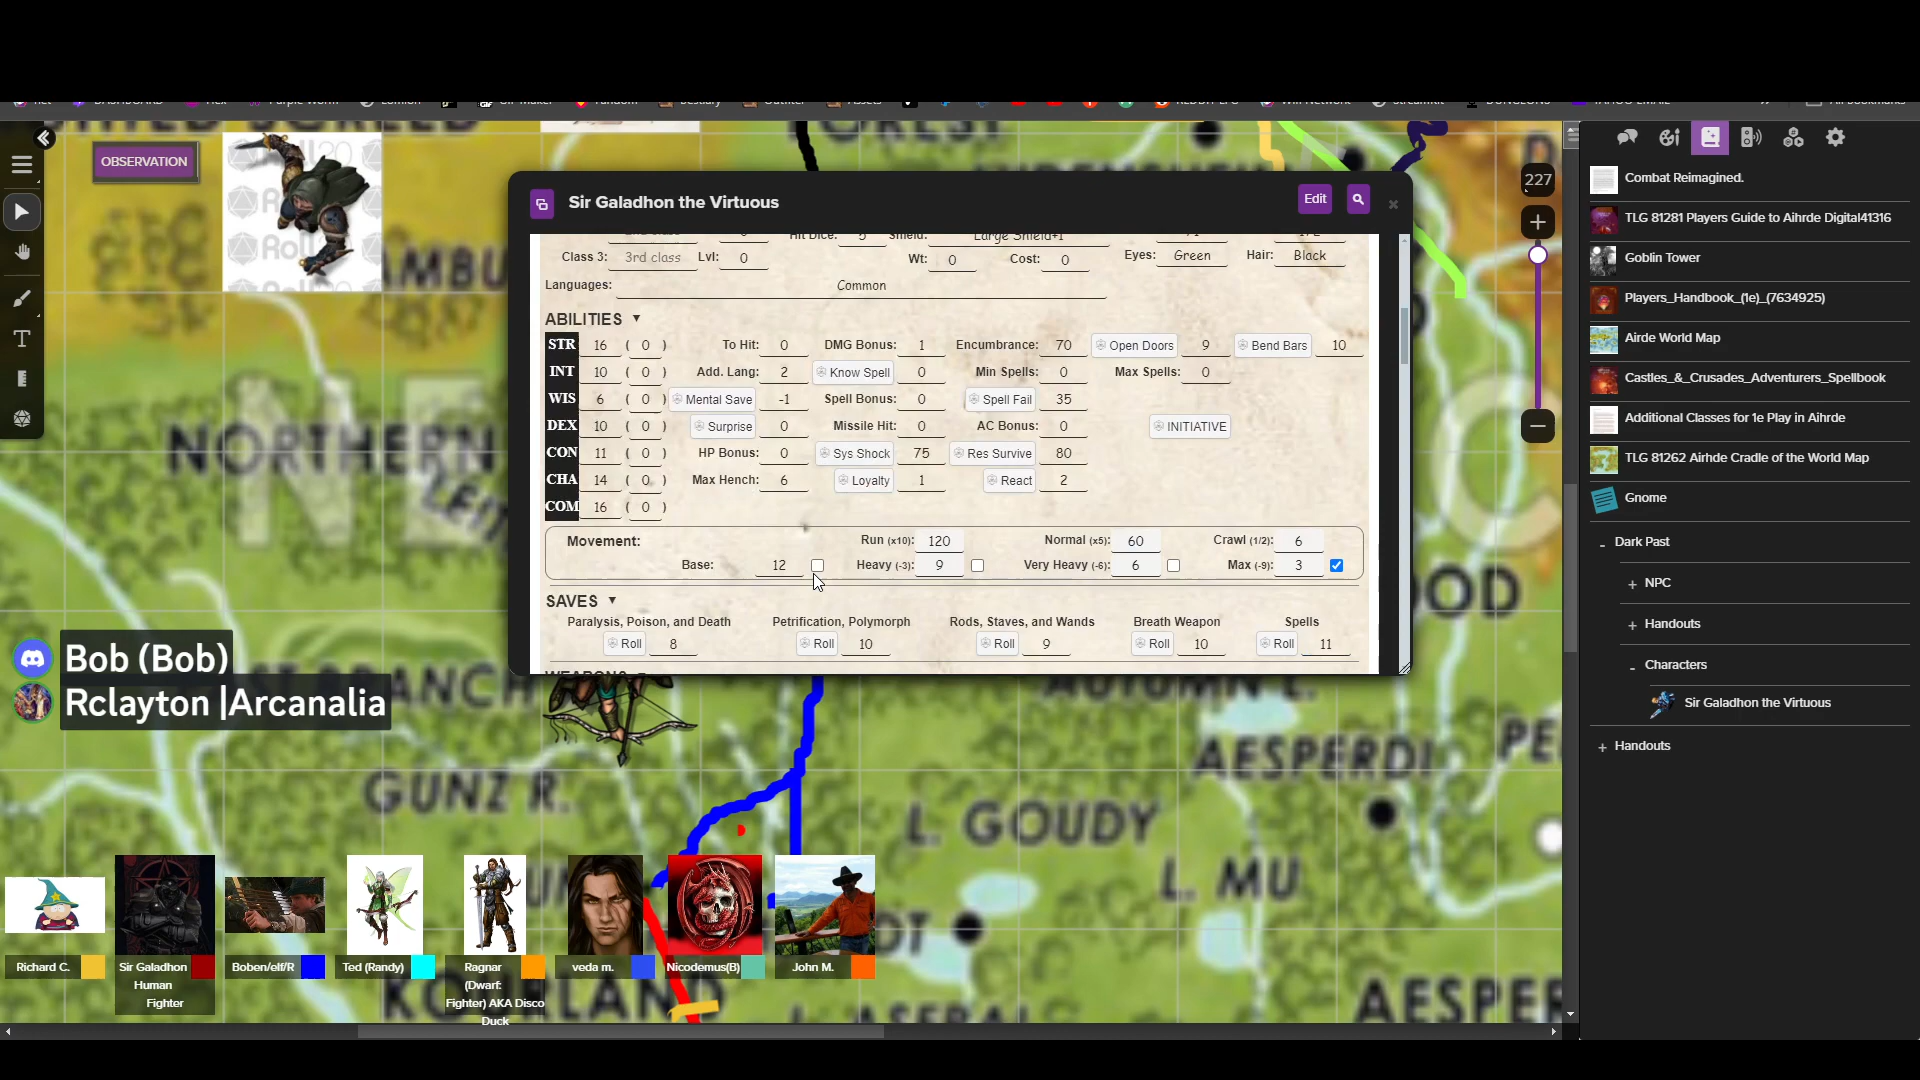 OBSERVATION
AMBU
NORTHERN
Sir Galadhon the Virtuous
Edit
Class 3: 3rd class Lvl: 0
Hit Dice: 5 Shield: Large Shield+1
Wt: 0 Cost: 0
Eyes: Green Hair: Black
Languages: Common
ABILITIES
STR 16 ( 0 ) To Hit: 0 DMG Bonus: 1 Encumbrance: 70 Open Doors 9 Bend Bars 10
INT 10 ( 0 ) Add. Lang: 2 Know Spell 0 Min Spells: 0 Max Spells: 0
WIS 6 ( 0 ) Mental Save -1 Spell Bonus: 0 Spell Fail 35
DEX 10 ( 0 ) Surprise 0 Missile Hit: 0 AC Bonus: 0 INITIATIVE
CON 11 ( 0 ) HP Bonus: 0 Sys Shock 75 Res Survive 80
CHA 14 ( 0 ) Max Hench: 6 Loyalty 1 React 2
COM 16 ( 0 )
Movement: Run (x10): 120 Normal (x5): 60 Crawl (1/2): 6
Base: 12 Heavy (-3): 9 Very Heavy (-6): 6 Max (-9): 3
SAVES
Paralysis, Poison, and Death Petrification, Polymorph Rods, Staves, and Wands Breath Weapon Spells
Roll 8 Roll 10 Roll 9 Roll 10 Roll 11
WEAPONS
227
Combat Reimagined.
TLG 81281 Players Guide to Aihrde Digital41316
Goblin Tower
Players_Handbook_(1e)_(7634925)
Airde World Map
Castles_&_Crusades_Adventurers_Spellbook
Additional Classes for 1e Play in Aihrde
TLG 81262 Airhde Cradle of the World Map
Gnome
Dark Past
NPC
Handouts
Characters
Sir Galadhon the Virtuous
Handouts
Bob (Bob)
Rclayton |Arcanalia
GUNZ R.
AUTUMN L.
AESPERDI
L. GOUDY
L. MU
Richard C.
Sir Galadhon
Human
Fighter
Boben/elf/R
Ted (Randy)
Ragnar
(Dwarf:
Fighter) AKA Disco
Duck
veda m.
Nicodemus(B)
John M.